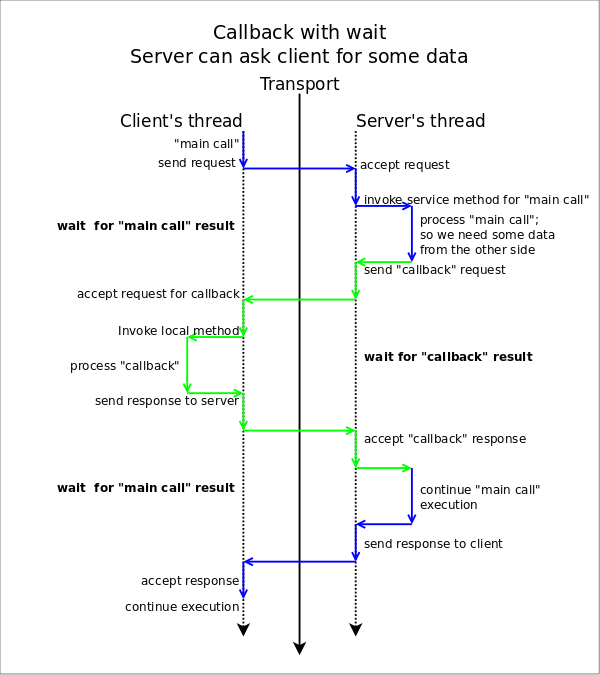 Callback with wait
Server can ask client for some data
Transport
Client's thread
Server's thread
"main call"
send request
accept request
invoke service method for "main call"
process "main call";
so we need some data
from the other side
wait  for "main call" result
send "callback" request
accept request for callback
Invoke local method
process "callback"
wait for "callback" result
send response to server
accept "callback" response
wait  for "main call" result
continue "main call"
execution
send response to client
accept response
continue execution